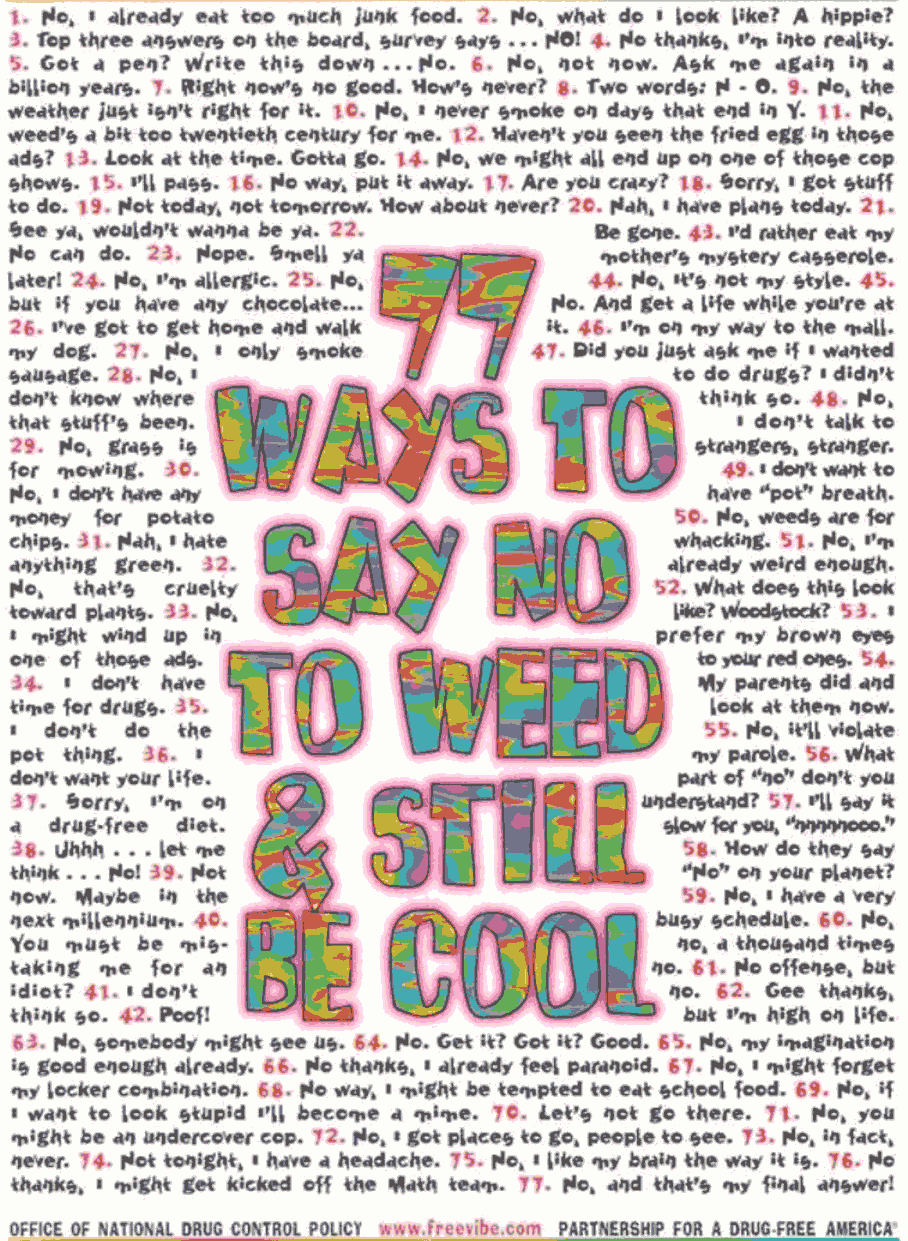 1. No, I already eat too much junk food. 2. No, what do I look like? A hippie?
3. Top three answers on the board, survey says ... NO! 4. No thanks, I'm into reality.
5. Got a pen? Write this down ... No. 6. No, not now. Ask me again in a
billion years. 7. Right now's no good. How's never? 8. Two words: N - O. 9. No, the
weather just isn't right for it. 10. No, I never smoke on days that end in Y. 11. No,
weed's a bit too twentieth century for me. 12. Haven't you seen the fried egg in those
ads? 13. Look at the time. Gotta go. 14. No, we might all end up on one of those cop
shows. 15. I'll pass. 16. No way, put it away. 17. Are you crazy? 18. Sorry, I got stuff
to do. 19. Not today, not tomorrow. How about never? 20. Nah, I have plans today. 21.
See ya, wouldn't wanna be ya. 22.
No can do. 23. Nope. Smell ya
later! 24. No, I'm allergic. 25. No,
but if you have any chocolate...
26. I've got to get home and walk
my dog. 27. No, I only smoke
sausage. 28. No, I
don't know where
that stuff's been.
29. No, grass is
for mowing. 30.
No, I don't have any
money for potato
chips. 31. Nah, I hate
anything green. 32.
No, that's cruelty
toward plants. 33. No,
I might wind up in
one of those ads.
34. I don't have
time for drugs. 35.
I don't do the
pot thing. 36. I
don't want your life.
37. Sorry, I'm on
a drug-free diet.
38. Uhhh ... let me
think ... No! 39. Not
now. Maybe in the
next millennium. 40.
You must be mis-
taking me for an
idiot? 41. I don't
think so. 42. Poof!
77
WAYS TO
SAY NO
TO WEED
& STILL
BE COOL
Be gone. 43. I'd rather eat my
mother's mystery casserole.
44. No, it's not my style. 45.
No. And get a life while you're at
it. 46. I'm on my way to the mall.
47. Did you just ask me if I wanted
to do drugs? I didn't
think so. 48. No,
I don't talk to
strangers, stranger.
49. I don't want to
have "pot" breath.
50. No, weeds are for
whacking. 51. No, I'm
already weird enough.
52. What does this look
like? Woodstock? 53. I
prefer my brown eyes
to your red ones. 54.
My parents did and
look at them now.
55. No, it'll violate
my parole. 56. What
part of "no" don't you
understand? 57. I'll say it
slow for you, "nnnnnooo."
58. How do they say
"No" on your planet?
59. No, I have a very
busy schedule. 60. No,
no, a thousand times
no. 61. No offense, but
no. 62. Gee thanks,
but I'm high on life.
63. No, somebody might see us. 64. No. Get it? Got it? Good. 65. No, my imagination
is good enough already. 66. No thanks, I already feel paranoid. 67. No, I might forget
my locker combination. 68. No way, I might be tempted to eat school food. 69. No, if
I want to look stupid I'll become a mime. 70. Let's not go there. 71. No, you
might be an undercover cop. 72. No, I got places to go, people to see. 73. No, in fact,
never. 74. Not tonight, I have a headache. 75. No, I like my brain the way it is. 76. No
thanks, I might get kicked off the Math team. 77. No, and that's my final answer!
OFFICE OF NATIONAL DRUG CONTROL POLICY www.freevibe.com PARTNERSHIP FOR A DRUG-FREE AMERICA®